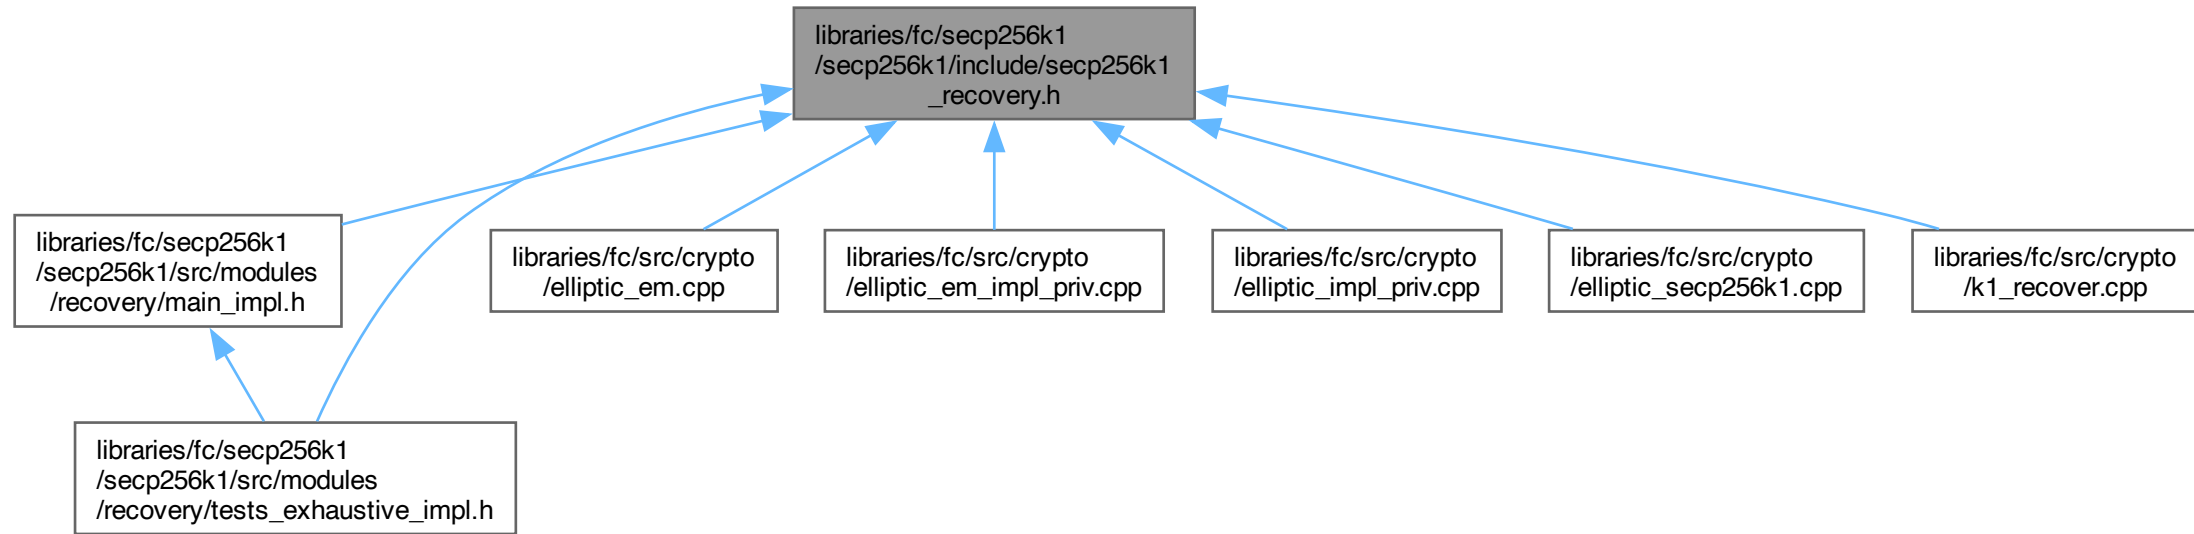 libraries/fc/secp256k1
/secp256k1/include/secp256k1
_recovery.h
libraries/fc/secp256k1
/secp256k1/src/modules
/recovery/main_impl.h
libraries/fc/src/crypto
/elliptic_em.cpp
libraries/fc/src/crypto
/elliptic_em_impl_priv.cpp
libraries/fc/src/crypto
/elliptic_impl_priv.cpp
libraries/fc/src/crypto
/elliptic_secp256k1.cpp
libraries/fc/src/crypto
/k1_recover.cpp
libraries/fc/secp256k1
/secp256k1/src/modules
/recovery/tests_exhaustive_impl.h